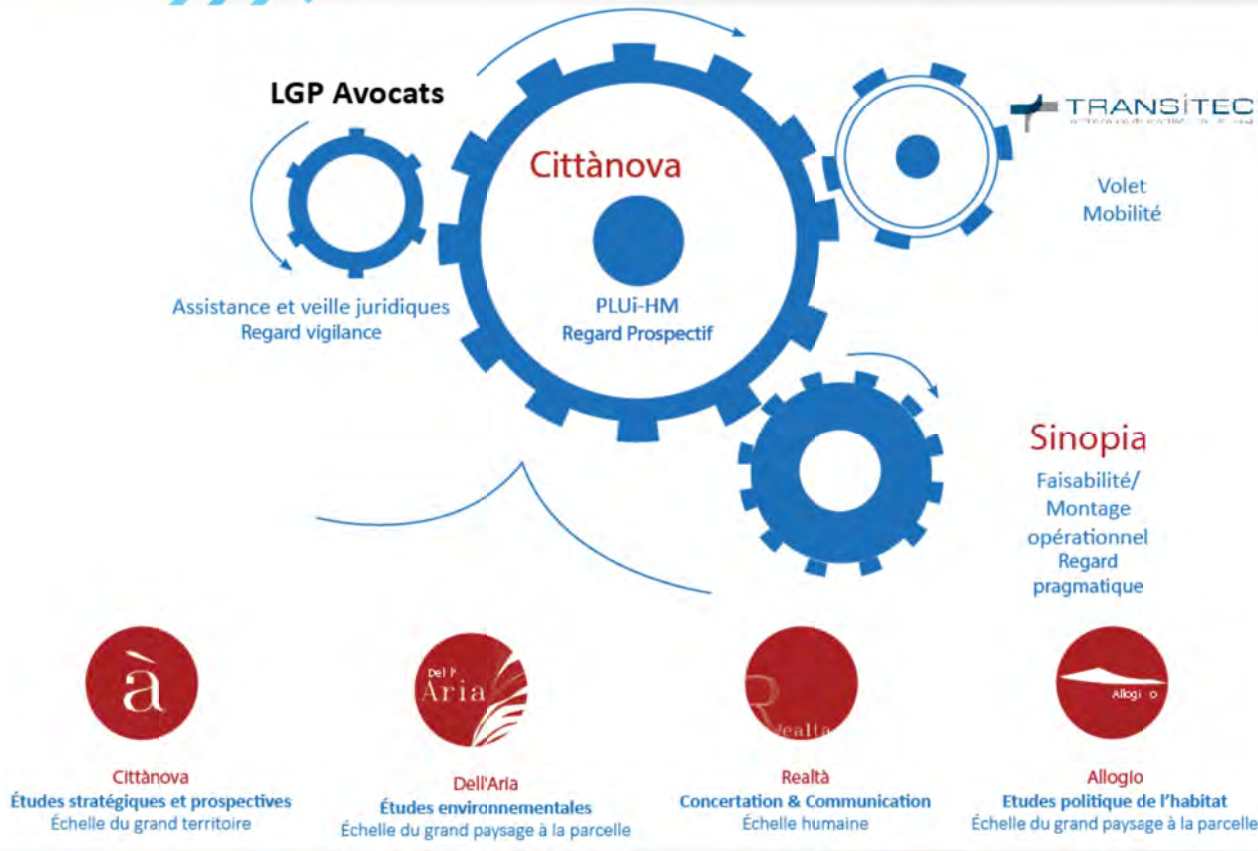 LGP Avocats
Assistance et veille juridiques
Regard vigilance
Cittànova
PLUi-HM
Regard Prospectif
TRANSiTEC
Volet
Mobilité
Sinopia
Faisabilité/
Montage
opérationnel
Regard
pragmatique
à
Cittànova
Études stratégiques et prospectives
Échelle du grand territoire
Dell'
Aria
Dell'Aria
Études environnementales
Échelle du grand paysage à la parcelle
Realta
Realtà
Concertation & Communication
Échelle humaine
Allogi o
Allogio
Etudes politique de l'habitat
Échelle du grand paysage à la parcelle